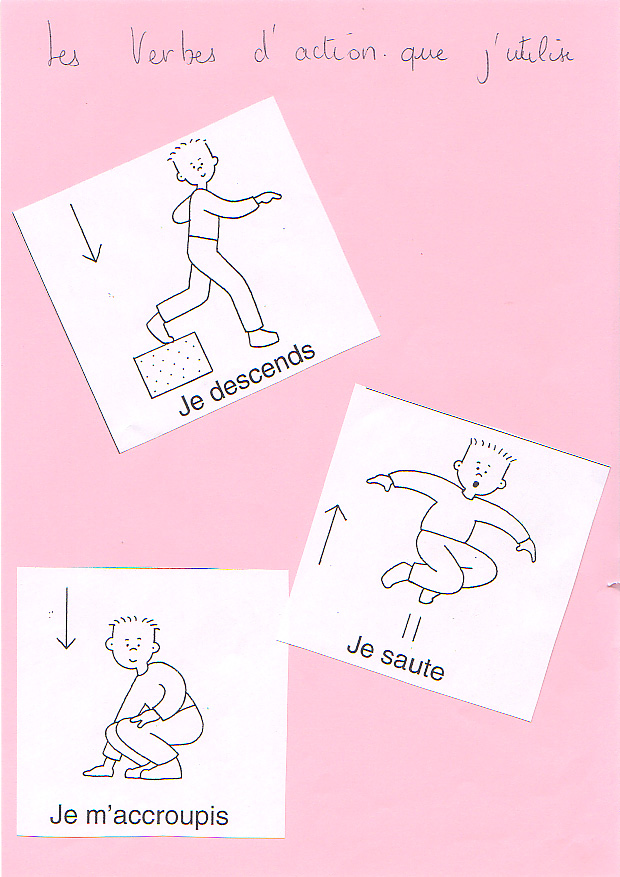 Les Verbes d'action que j'utilise
Je descends
Je saute
Je m'accroupis